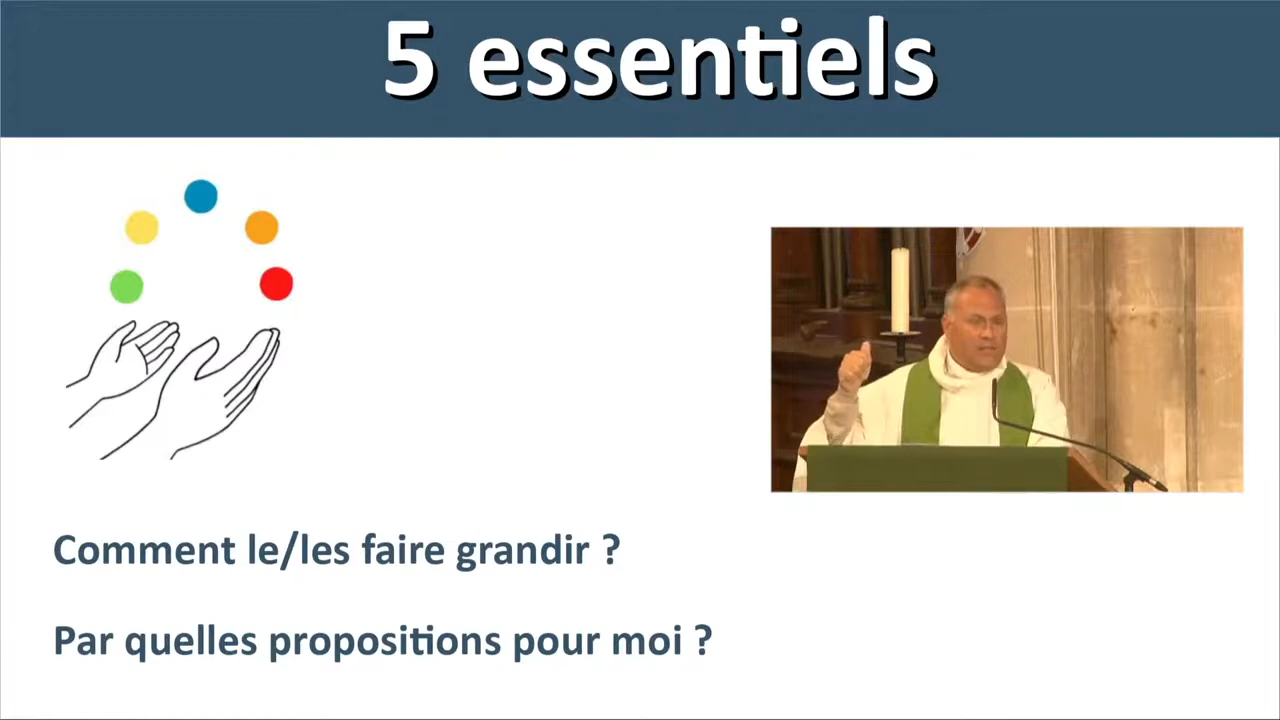 5 essentiels
Comment le/les faire grandir ?
Par quelles propositions pour moi ?